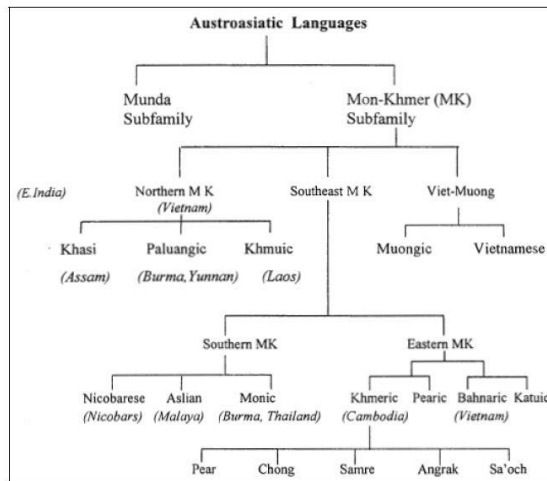 Austroasiatic Languages
Munda
Subfamily
Mon-Khmer (MK)
Subfamily
(E.India)
Northern M K
(Vietnam)
Southeast M K
Viet-Muong
Khasi
(Assam)
Paluangic
(Burma, Yunnan)
Khmuic
(Laos)
Muongic
Vietnamese
Southern MK
Eastern MK
Nicobarese
(Nicobars)
Aslian
(Malaya)
Monic
(Burma, Thailand)
Khmeric
(Cambodia)
Pearic
Bahnaric
(Vietnam)
Katuic
Pear
Chong
Samre
Angrak
Sa'och